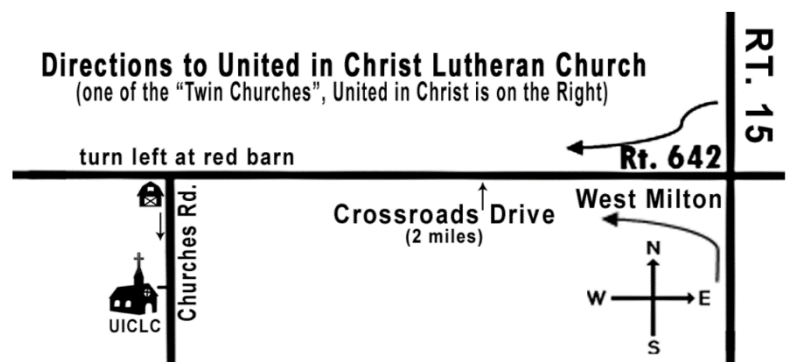 Directions to United in Christ Lutheran Church
(one of the “Twin Churches”, United in Christ is on the Right)
RT. 15
turn left at red barn
Rt. 642
Churches Rd.
Crossroads Drive
(2 miles)
West Milton
N
W
E
S
UICLC